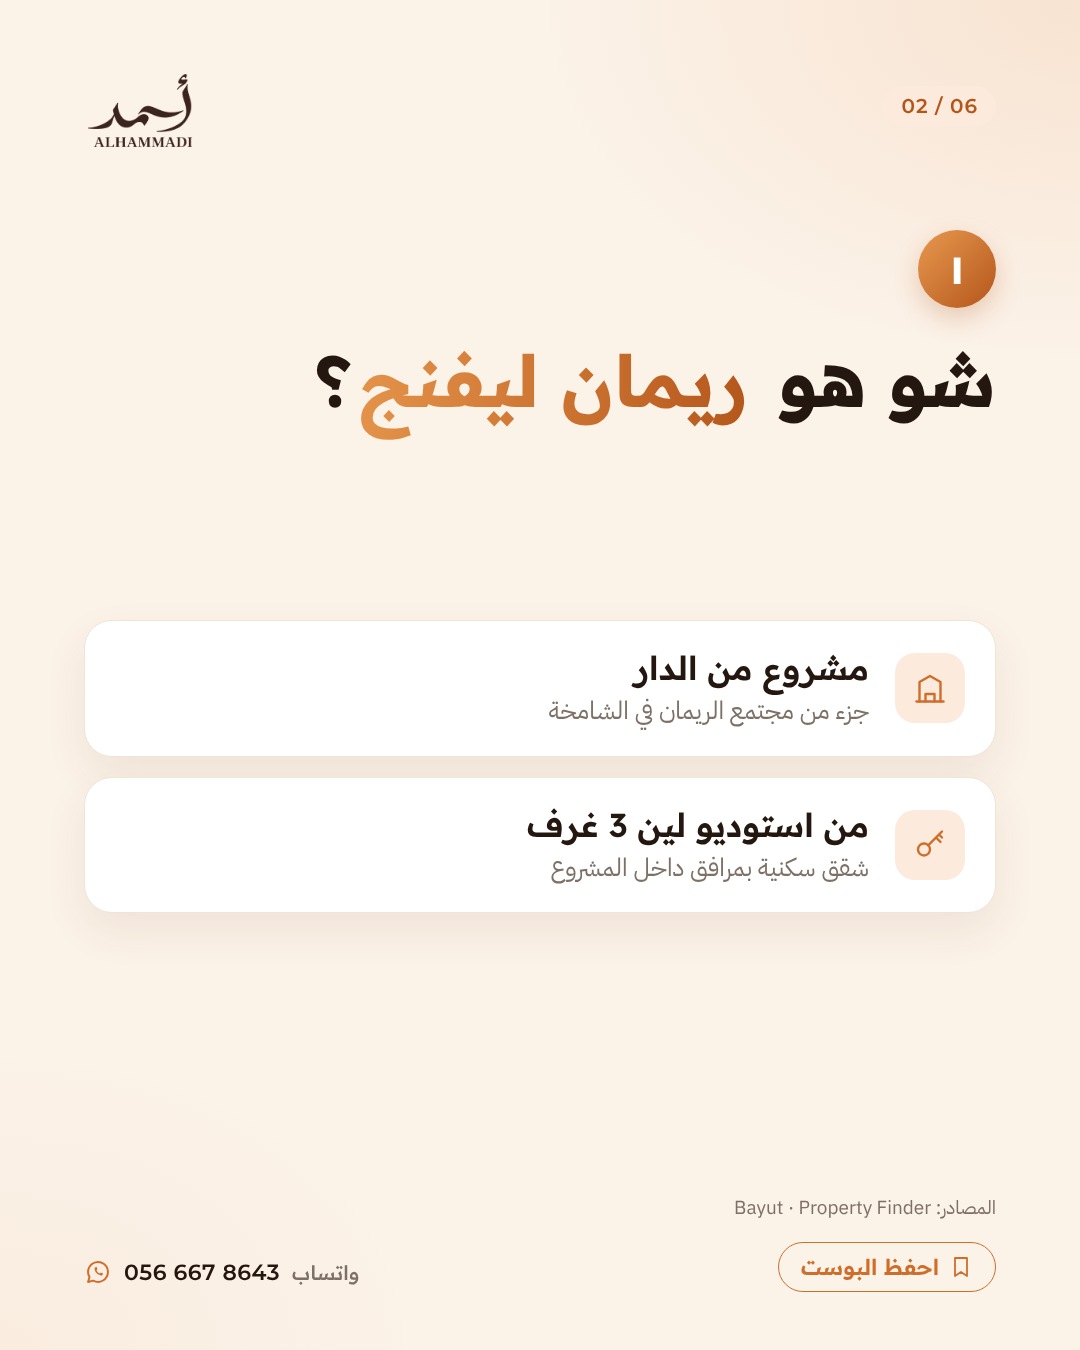 أحمد
ALHAMMADI
02 / 06
١
شو هو ريمان ليفنج؟
مشروع من الدار
جزء من مجتمع الريمان في الشامخة
من استوديو لين 3 غرف
شقق سكنية بمرافق داخل المشروع
المصادر: Bayut · Property Finder
احفظ البوست
واتساب 056 667 8643